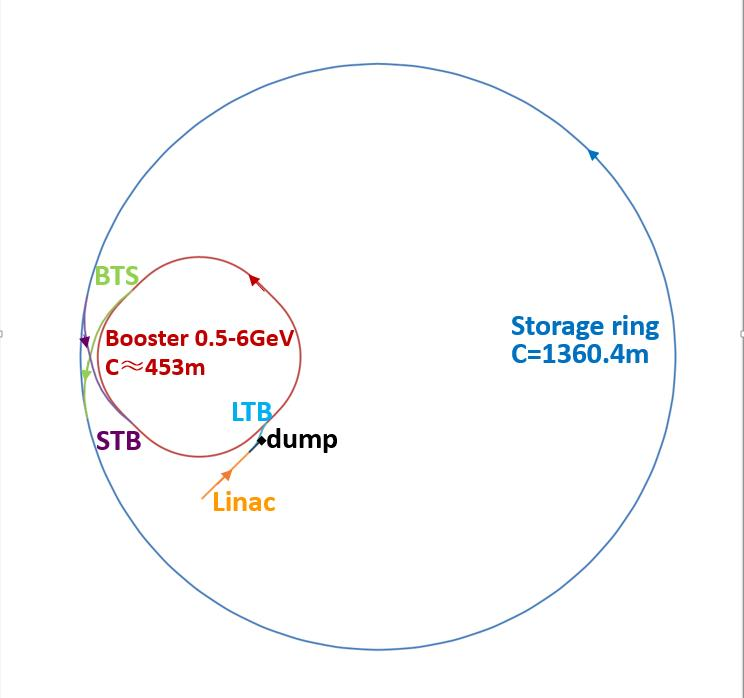 BTS
Booster 0.5-6GeV
C≈453m
Storage ring
C=1360.4m
LTB
STB
dump
Linac